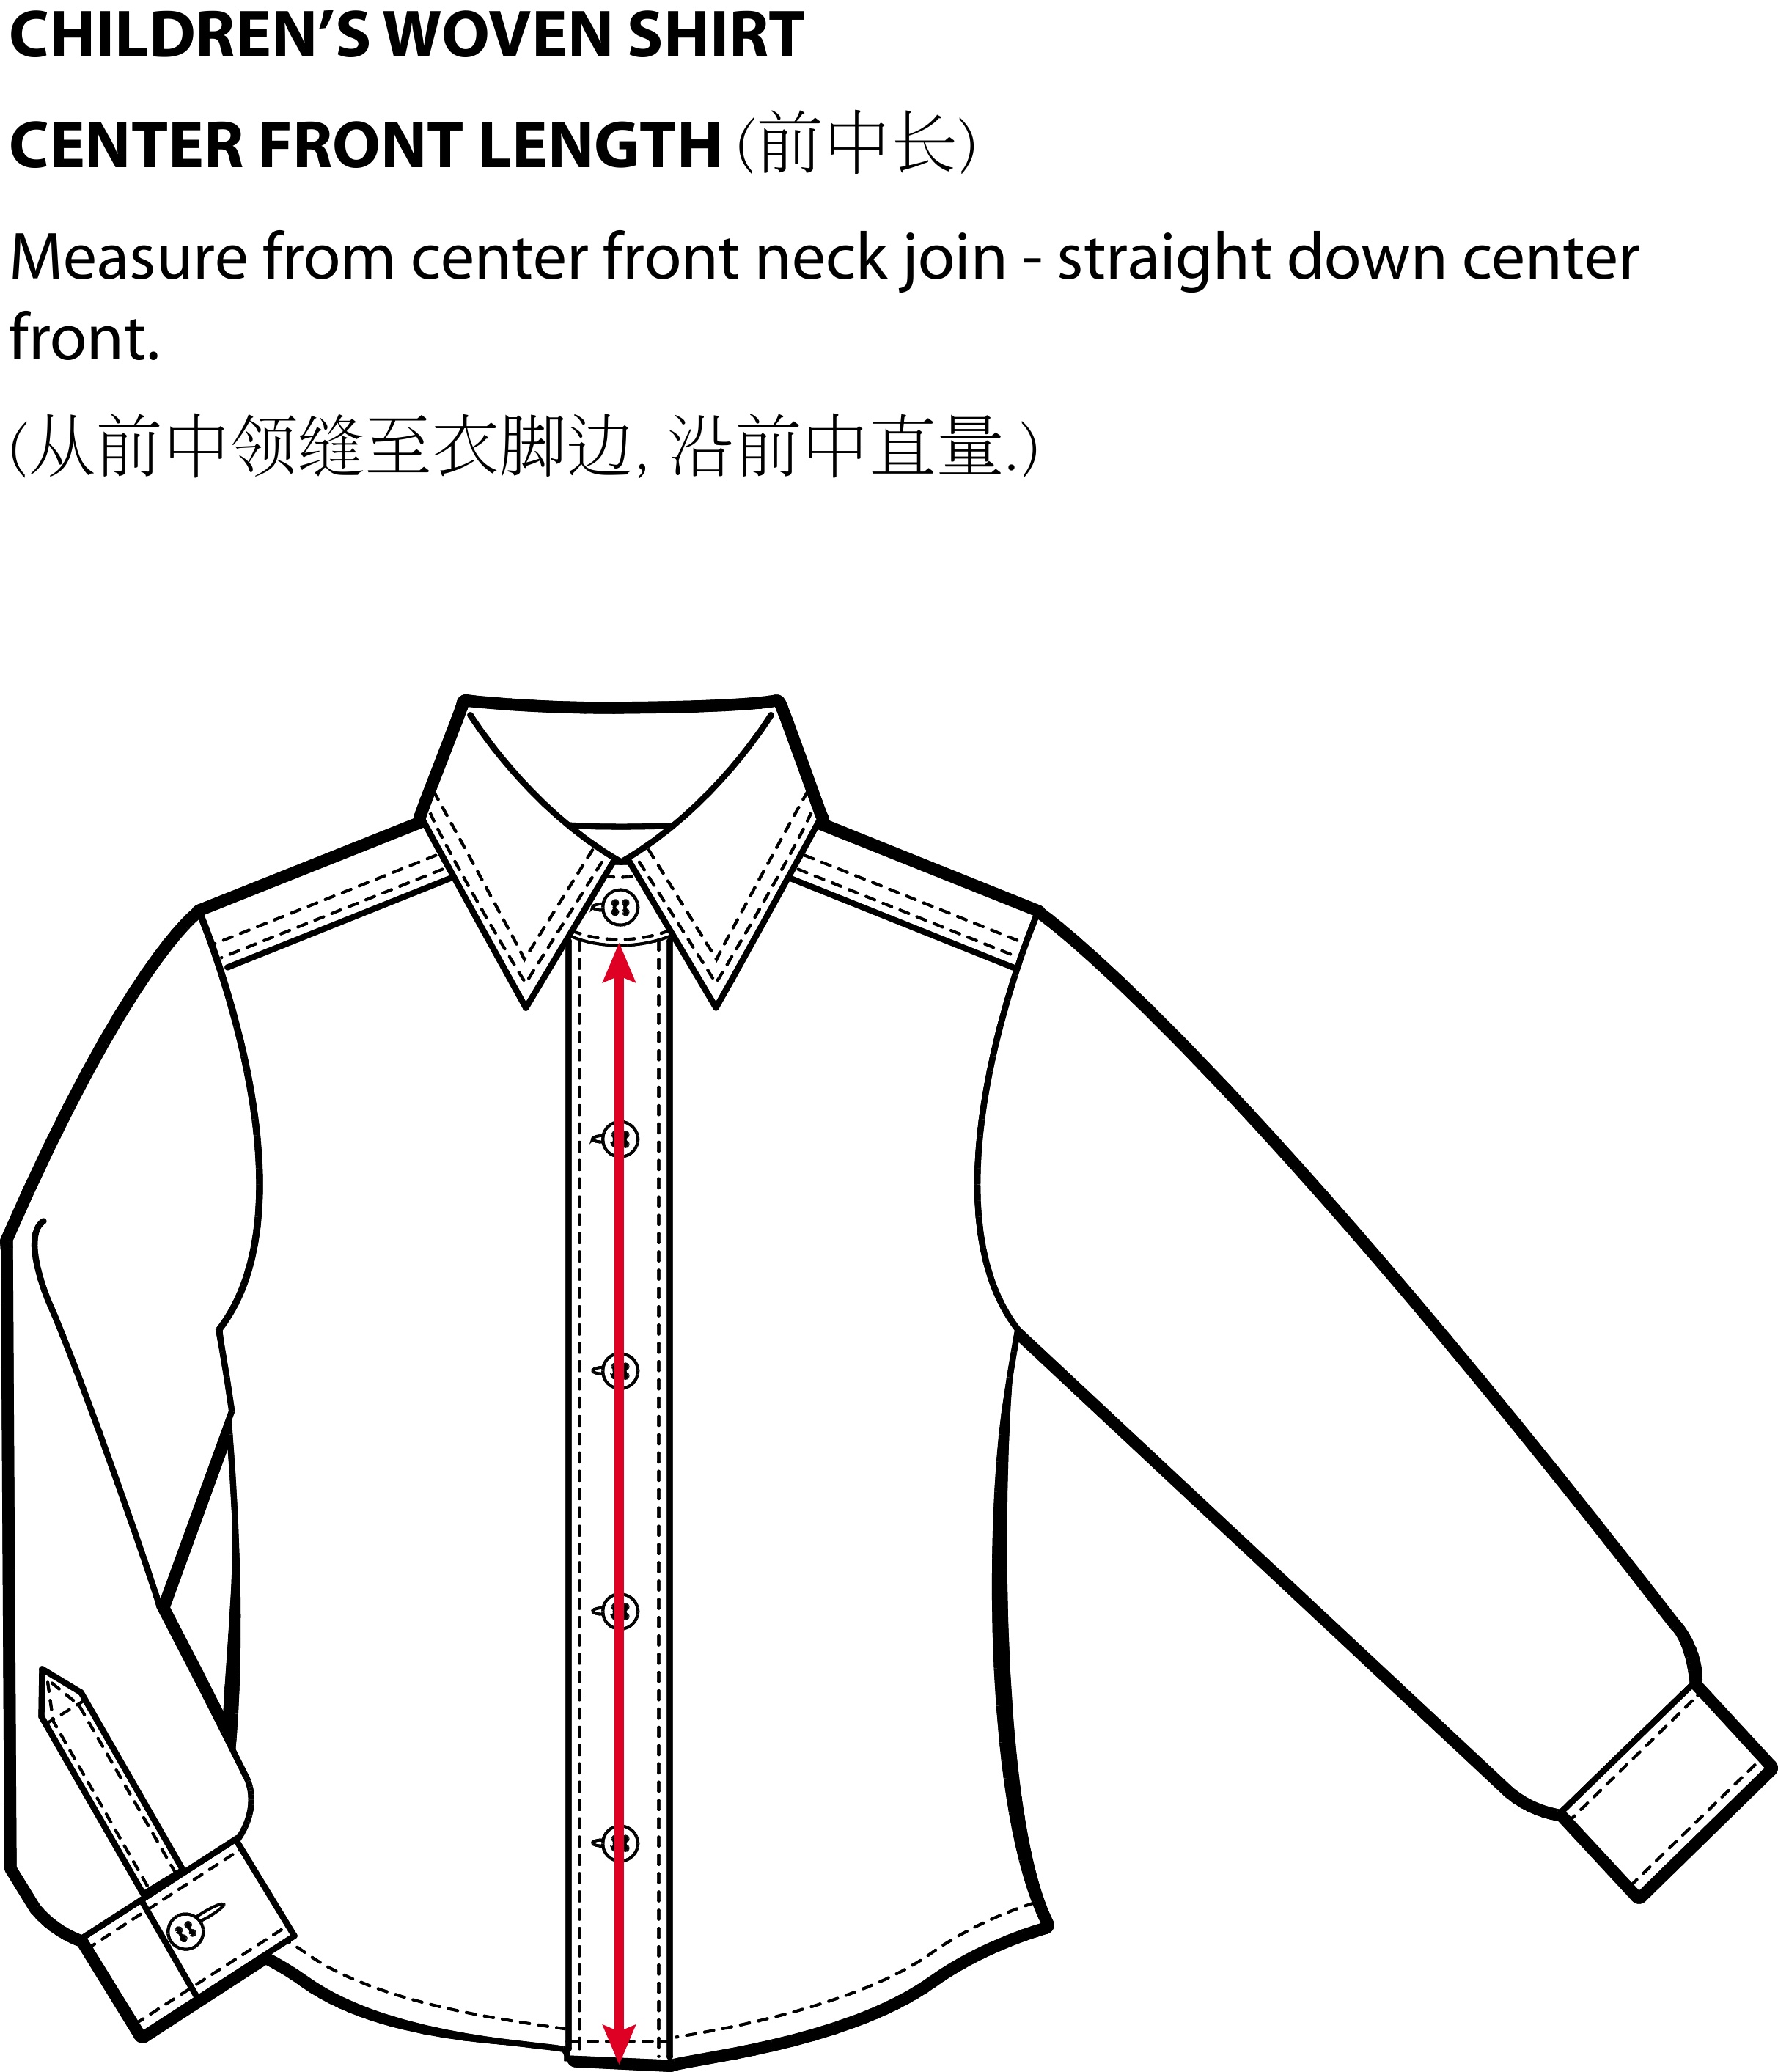 CHILDREN’S WOVEN SHIRT
CENTER FRONT LENGTH (前中长)
Measure from center front neck join - straight down center
front.
(从前中领缝至衣脚边, 沿前中直量.)